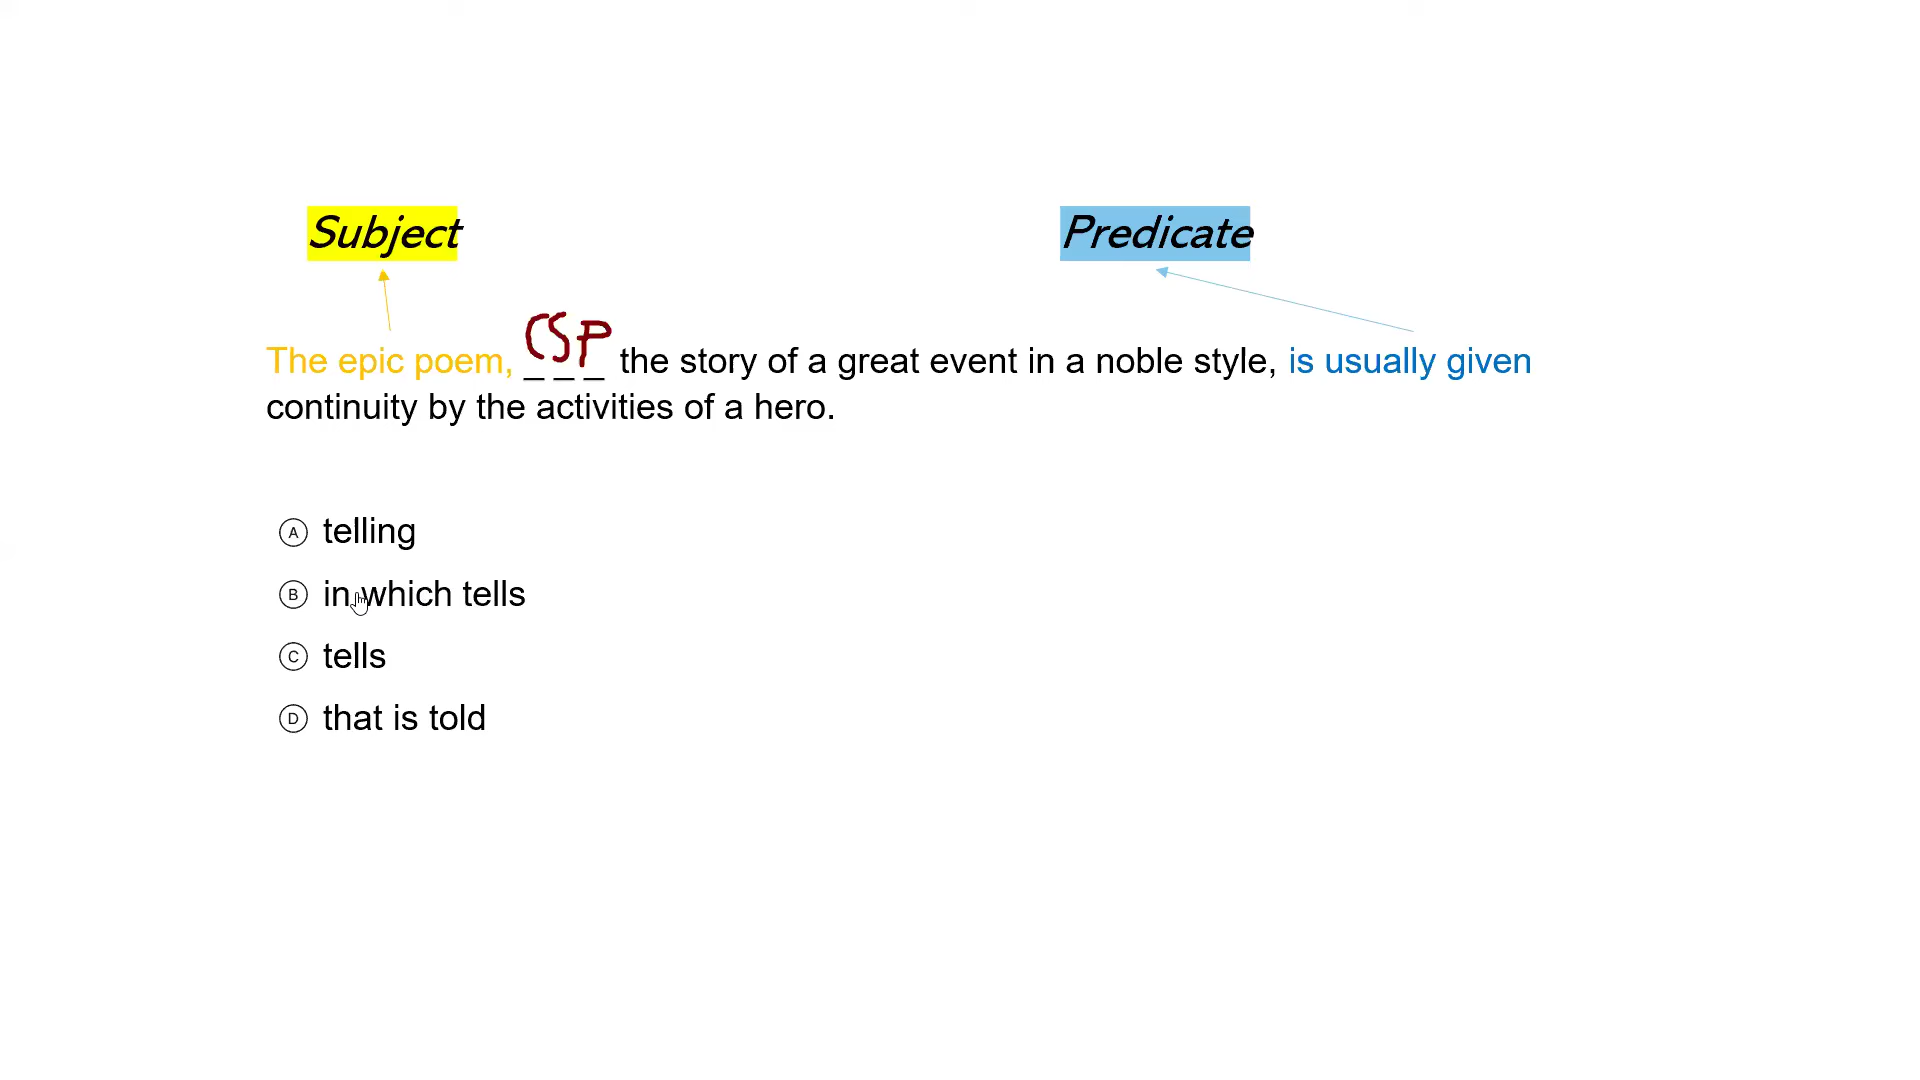 Subject
Predicate
CSP
The epic poem, _ _ _ the story of a great event in a noble style, is usually given
continuity by the activities of a hero.
A telling
B in which tells
C tells
D that is told